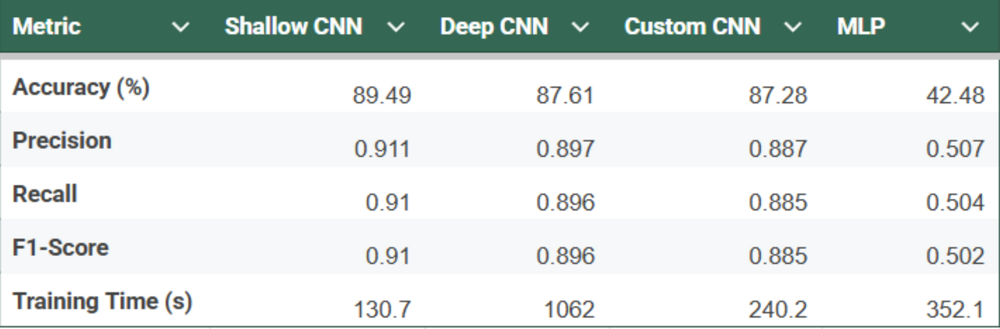 Metric Shallow CNN Deep CNN Custom CNN MLP
Accuracy (%) 89.49 87.61 87.28 42.48
Precision 0.911 0.897 0.887 0.507
Recall 0.91 0.896 0.885 0.504
F1-Score 0.91 0.896 0.885 0.502
Training Time (s) 130.7 1062 240.2 352.1